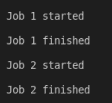 Job 1 started
Job 1 finished
Job 2 started
Job 2 finished